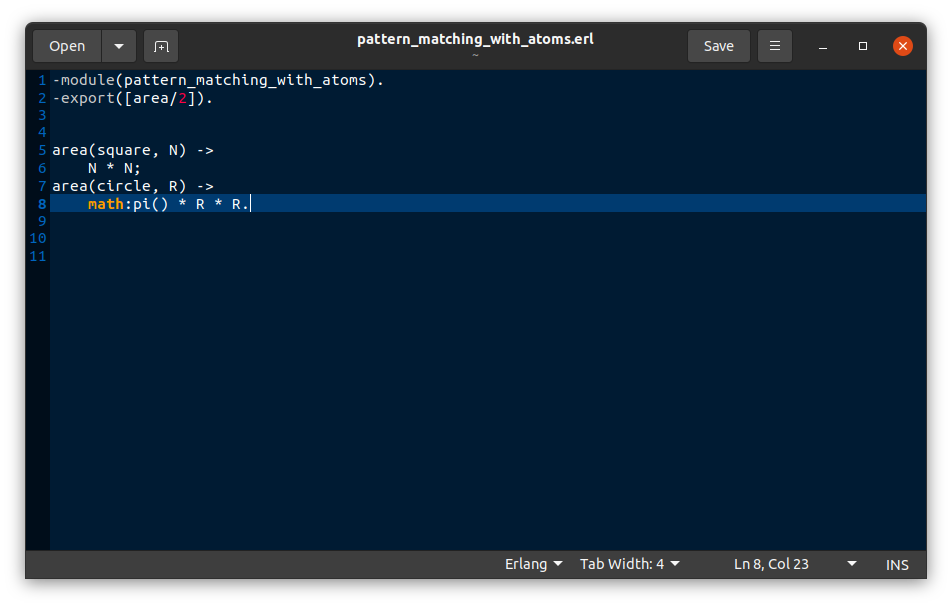 Open
pattern_matching_with_atoms.erl
~
Save
1 -module(pattern_matching_with_atoms).
2 -export([area/2]).
3
4
5 area(square, N) ->
6     N * N;
7 area(circle, R) ->
8     math:pi() * R * R.
9
10
11
Erlang Tab Width: 4 Ln 8, Col 23 INS